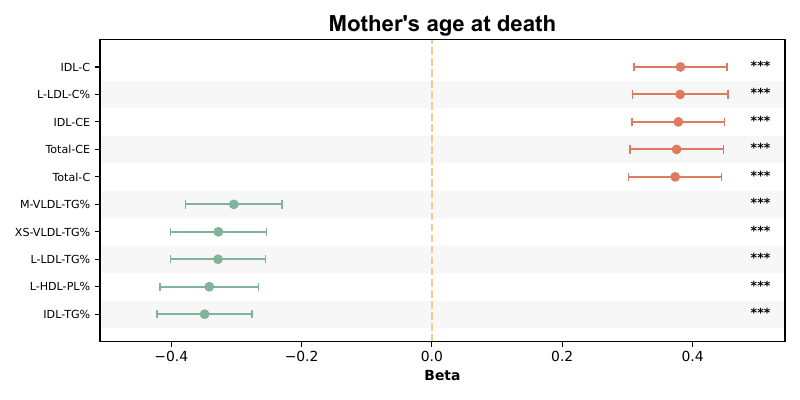 Mother's age at death
IDL-C ***
L-LDL-C% ***
IDL-CE ***
Total-CE ***
Total-C ***
M-VLDL-TG% ***
XS-VLDL-TG% ***
L-LDL-TG% ***
L-HDL-PL% ***
IDL-TG% ***
−0.4 −0.2 0.0 0.2 0.4
Beta